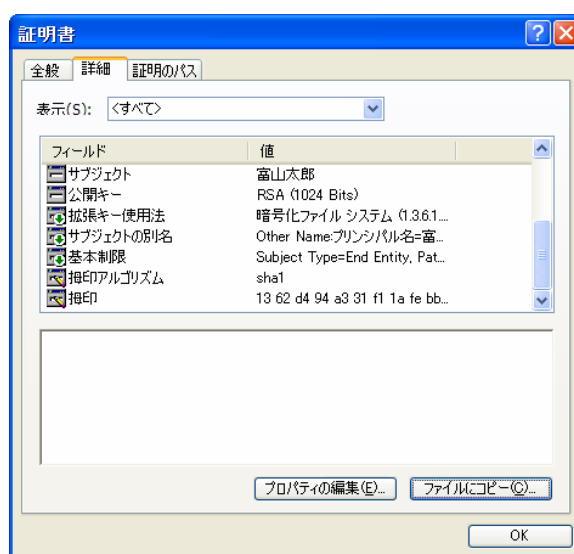 証明書
全般 詳細 証明のパス
表示(S): <すべて>
フィールド 値
サブジェクト 富山太郎
公開キー RSA (1024 Bits)
拡張キー使用法 暗号化ファイル システム (1.3.6.1....
サブジェクトの別名 Other Name:プリンシパル名=富...
基本制限 Subject Type=End Entity, Pat...
拇印アルゴリズム sha1
拇印 13 62 d4 94 a3 31 f1 1a fe bb...
プロパティの編集(E)... ファイルにコピー(C)...
OK